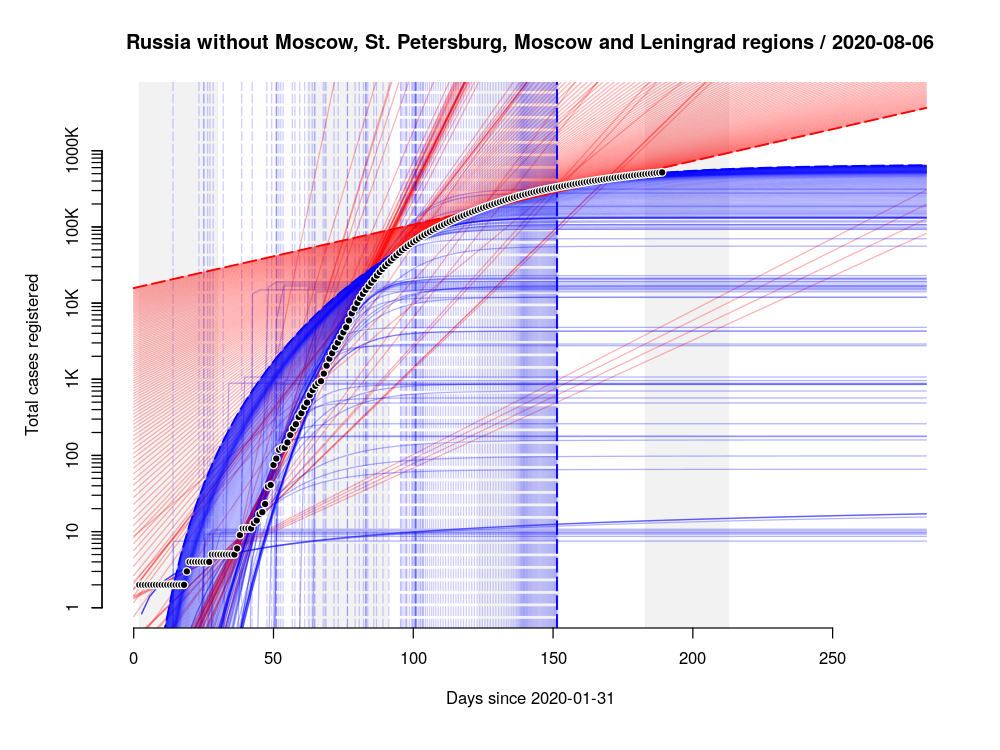 Russia without Moscow, St. Petersburg, Moscow and Leningrad regions / 2020-08-06
Total cases registered
1000K
100K
10K
1K
100
10
1
0 50 100 150 200 250
Days since 2020-01-31